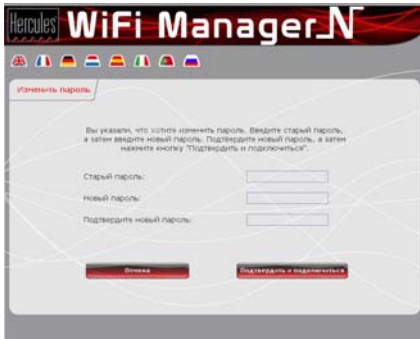 Hercules
WiFi Manager N
Изменить пароль
Вы указали, что хотите изменить пароль. Введите старый пароль,
а затем введите новый пароль. Подтвердите новый пароль, а затем
нажмите кнопку "Подтвердить и подключиться".
Старый пароль:
Новый пароль:
Подтвердите новый пароль:
Отмена
Подтвердить и подключиться